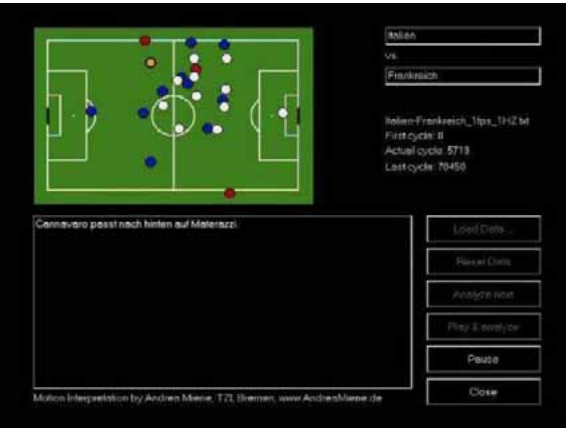 Italien
vs.
Frankreich
Italien-Frankreich_1fps_1HZ.txt
First cycle: 0
Actual cycle: 5719
Last cycle: 78450
Cannavaro passt nach hinten auf Materazzi.
Load Data ...
Reset Data
Analyze next
Play & analyze
Pause
Close
Motion Interpretation by Andrea Miene, TZI, Bremen, www.AndreaMiene.de